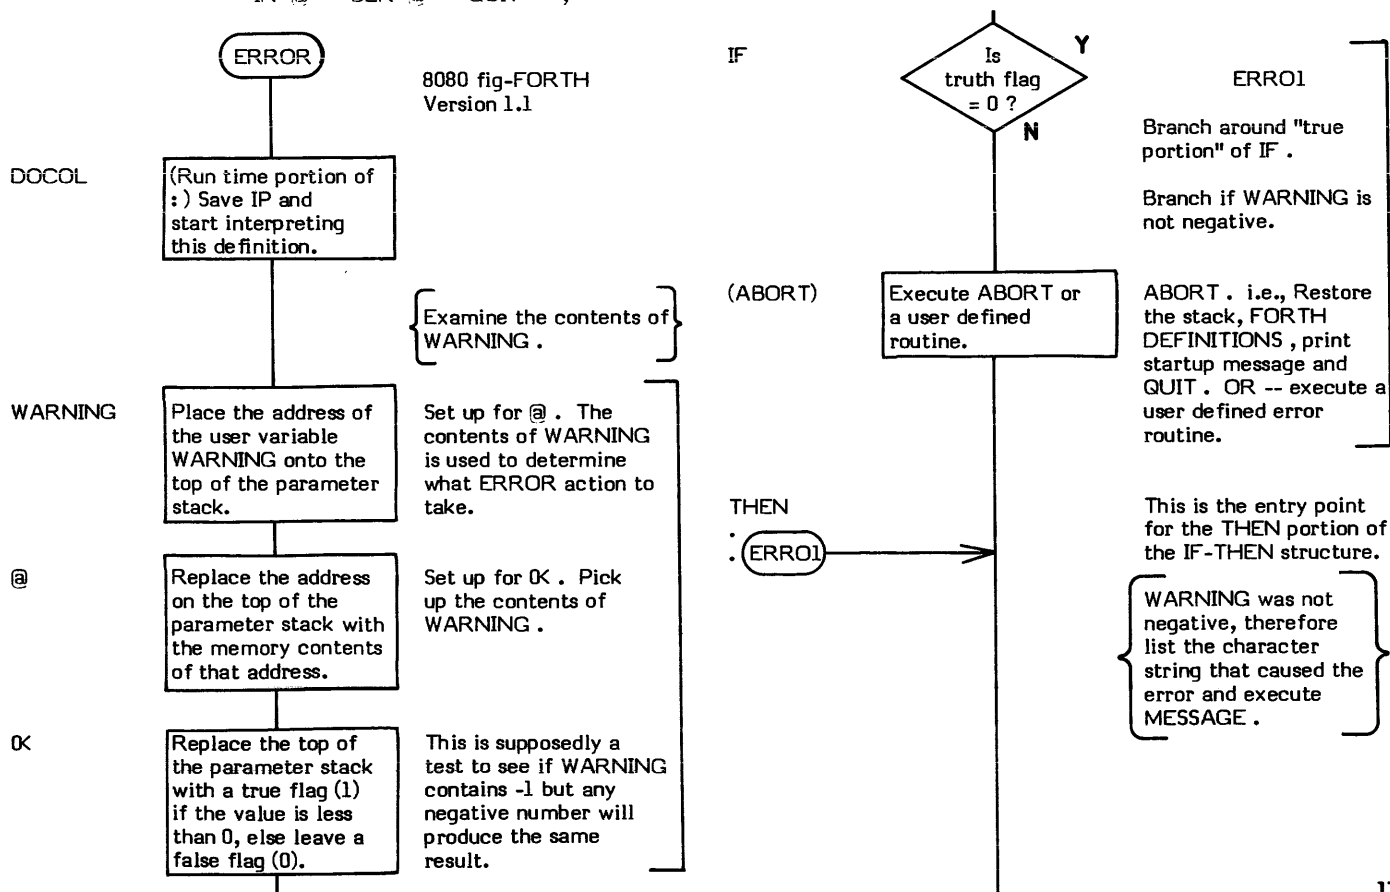 ERROR
8080 fig-FORTH
Version 1.1
DOCOL
(Run time portion of
:) Save IP and
start interpreting
this definition.
Examine the contents of
WARNING .
WARNING
Place the address of
the user variable
WARNING onto the
top of the parameter
stack.
Set up for @ . The
contents of WARNING
is used to determine
what ERROR action to
take.
@
Replace the address
on the top of the
parameter stack with
the memory contents
of that address.
Set up for 0< . Pick
up the contents of
WARNING .
0<
Replace the top of
the parameter stack
with a true flag (1)
if the value is less
than 0, else leave a
false flag (0).
This is supposedly a
test to see if WARNING
contains -1 but any
negative number will
produce the same
result.
IF
Is
truth flag
= 0 ?
Y
N
ERRO1
Branch around "true
portion" of IF .
Branch if WARNING is
not negative.
(ABORT)
Execute ABORT or
a user defined
routine.
ABORT . i.e., Restore
the stack, FORTH
DEFINITIONS , print
startup message and
QUIT . OR -- execute a
user defined error
routine.
THEN
:
ERRO1
This is the entry point
for the THEN portion of
the IF-THEN structure.
WARNING was not
negative, therefore
list the character
string that caused the
error and execute
MESSAGE .